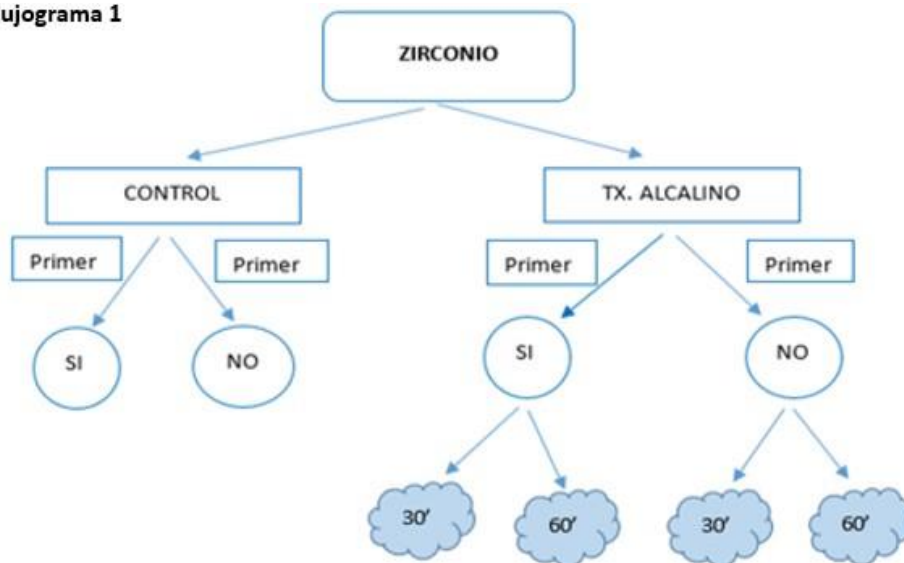 ujograma 1
ZIRCONIO
CONTROL
TX. ALCALINO
Primer
Primer
Primer
Primer
SI
NO
SI
NO
30'
60'
30'
60'